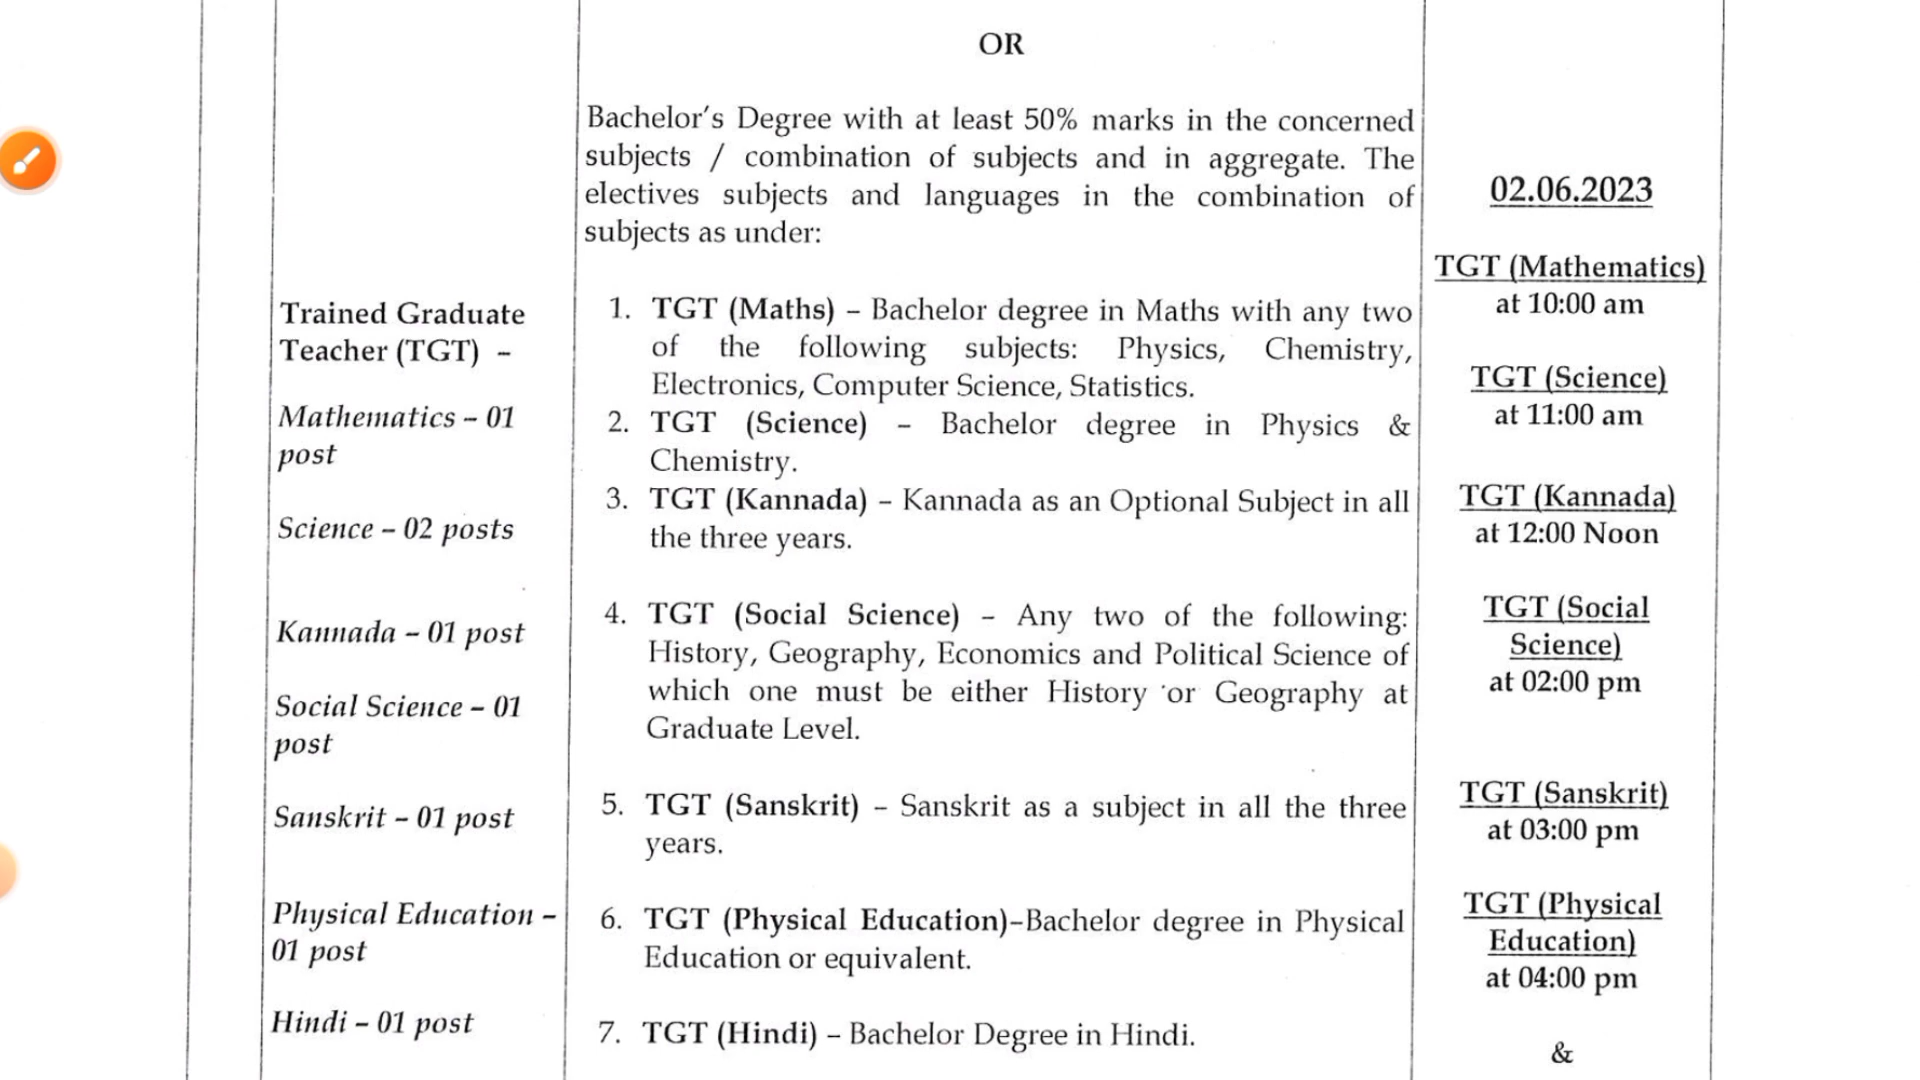 OR
Bachelor's Degree with at least 50% marks in the concerned
subjects / combination of subjects and in aggregate. The
electives subjects and languages in the combination of
subjects as under:
Trained Graduate
Teacher (TGT) –
Mathematics – 01
post
Science – 02 posts
Kannada – 01 post
Social Science – 01
post
Sanskrit – 01 post
Physical Education –
01 post
Hindi – 01 post
1. TGT (Maths) – Bachelor degree in Maths with any two
of the following subjects: Physics, Chemistry,
Electronics, Computer Science, Statistics.
2. TGT (Science) – Bachelor degree in Physics &
Chemistry.
3. TGT (Kannada) – Kannada as an Optional Subject in all
the three years.
4. TGT (Social Science) – Any two of the following:
History, Geography, Economics and Political Science of
which one must be either History or Geography at
Graduate Level.
5. TGT (Sanskrit) – Sanskrit as a subject in all the three
years.
6. TGT (Physical Education)–Bachelor degree in Physical
Education or equivalent.
7. TGT (Hindi) – Bachelor Degree in Hindi.
02.06.2023
TGT (Mathematics)
at 10:00 am
TGT (Science)
at 11:00 am
TGT (Kannada)
at 12:00 Noon
TGT (Social
Science)
at 02:00 pm
TGT (Sanskrit)
at 03:00 pm
TGT (Physical
Education)
at 04:00 pm
&